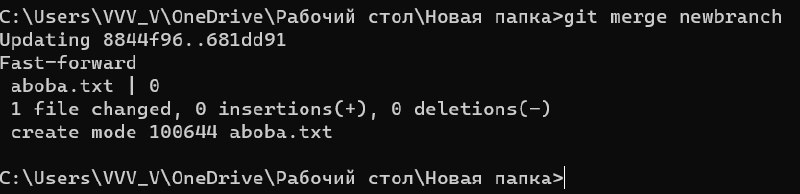 C:\Users\VVV_V\OneDrive\Рабочий стол\Новая папка>git merge newbranch
Updating 8844f96..681dd91
Fast-forward
 aboba.txt | 0
 1 file changed, 0 insertions(+), 0 deletions(-)
 create mode 100644 aboba.txt
C:\Users\VVV_V\OneDrive\Рабочий стол\Новая папка>